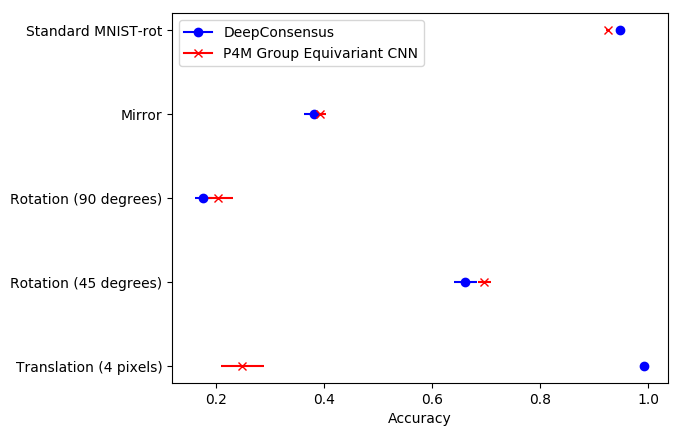 Standard MNIST-rot
DeepConsensus
P4M Group Equivariant CNN
Mirror
Rotation (90 degrees)
Rotation (45 degrees)
Translation (4 pixels)
0.2 0.4 0.6 0.8 1.0
Accuracy